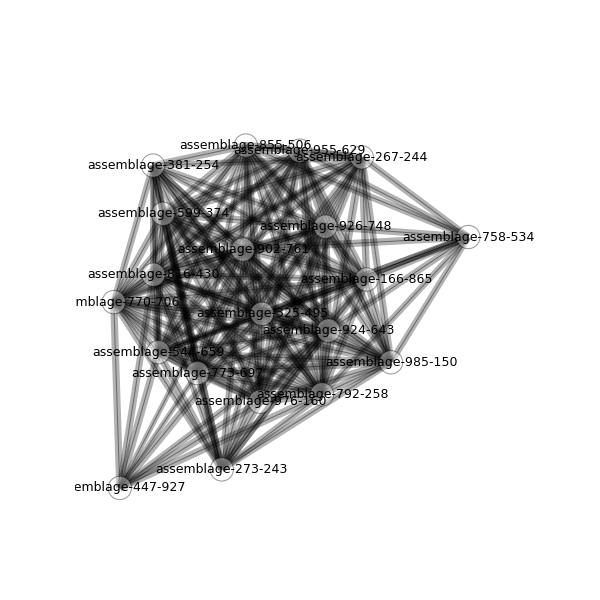 assemblage-855-506
assemblage-955-629
assemblage-267-244
assemblage-381-254
assemblage-599-374
assemblage-926-748
assemblage-758-534
assemblage-902-761
assemblage-816-430
assemblage-166-865
mblage-770-706
assemblage-325-495
assemblage-924-643
assemblage-544-659
assemblage-985-150
assemblage-773-697
assemblage-792-258
assemblage-976-160
assemblage-273-243
emblage-447-927